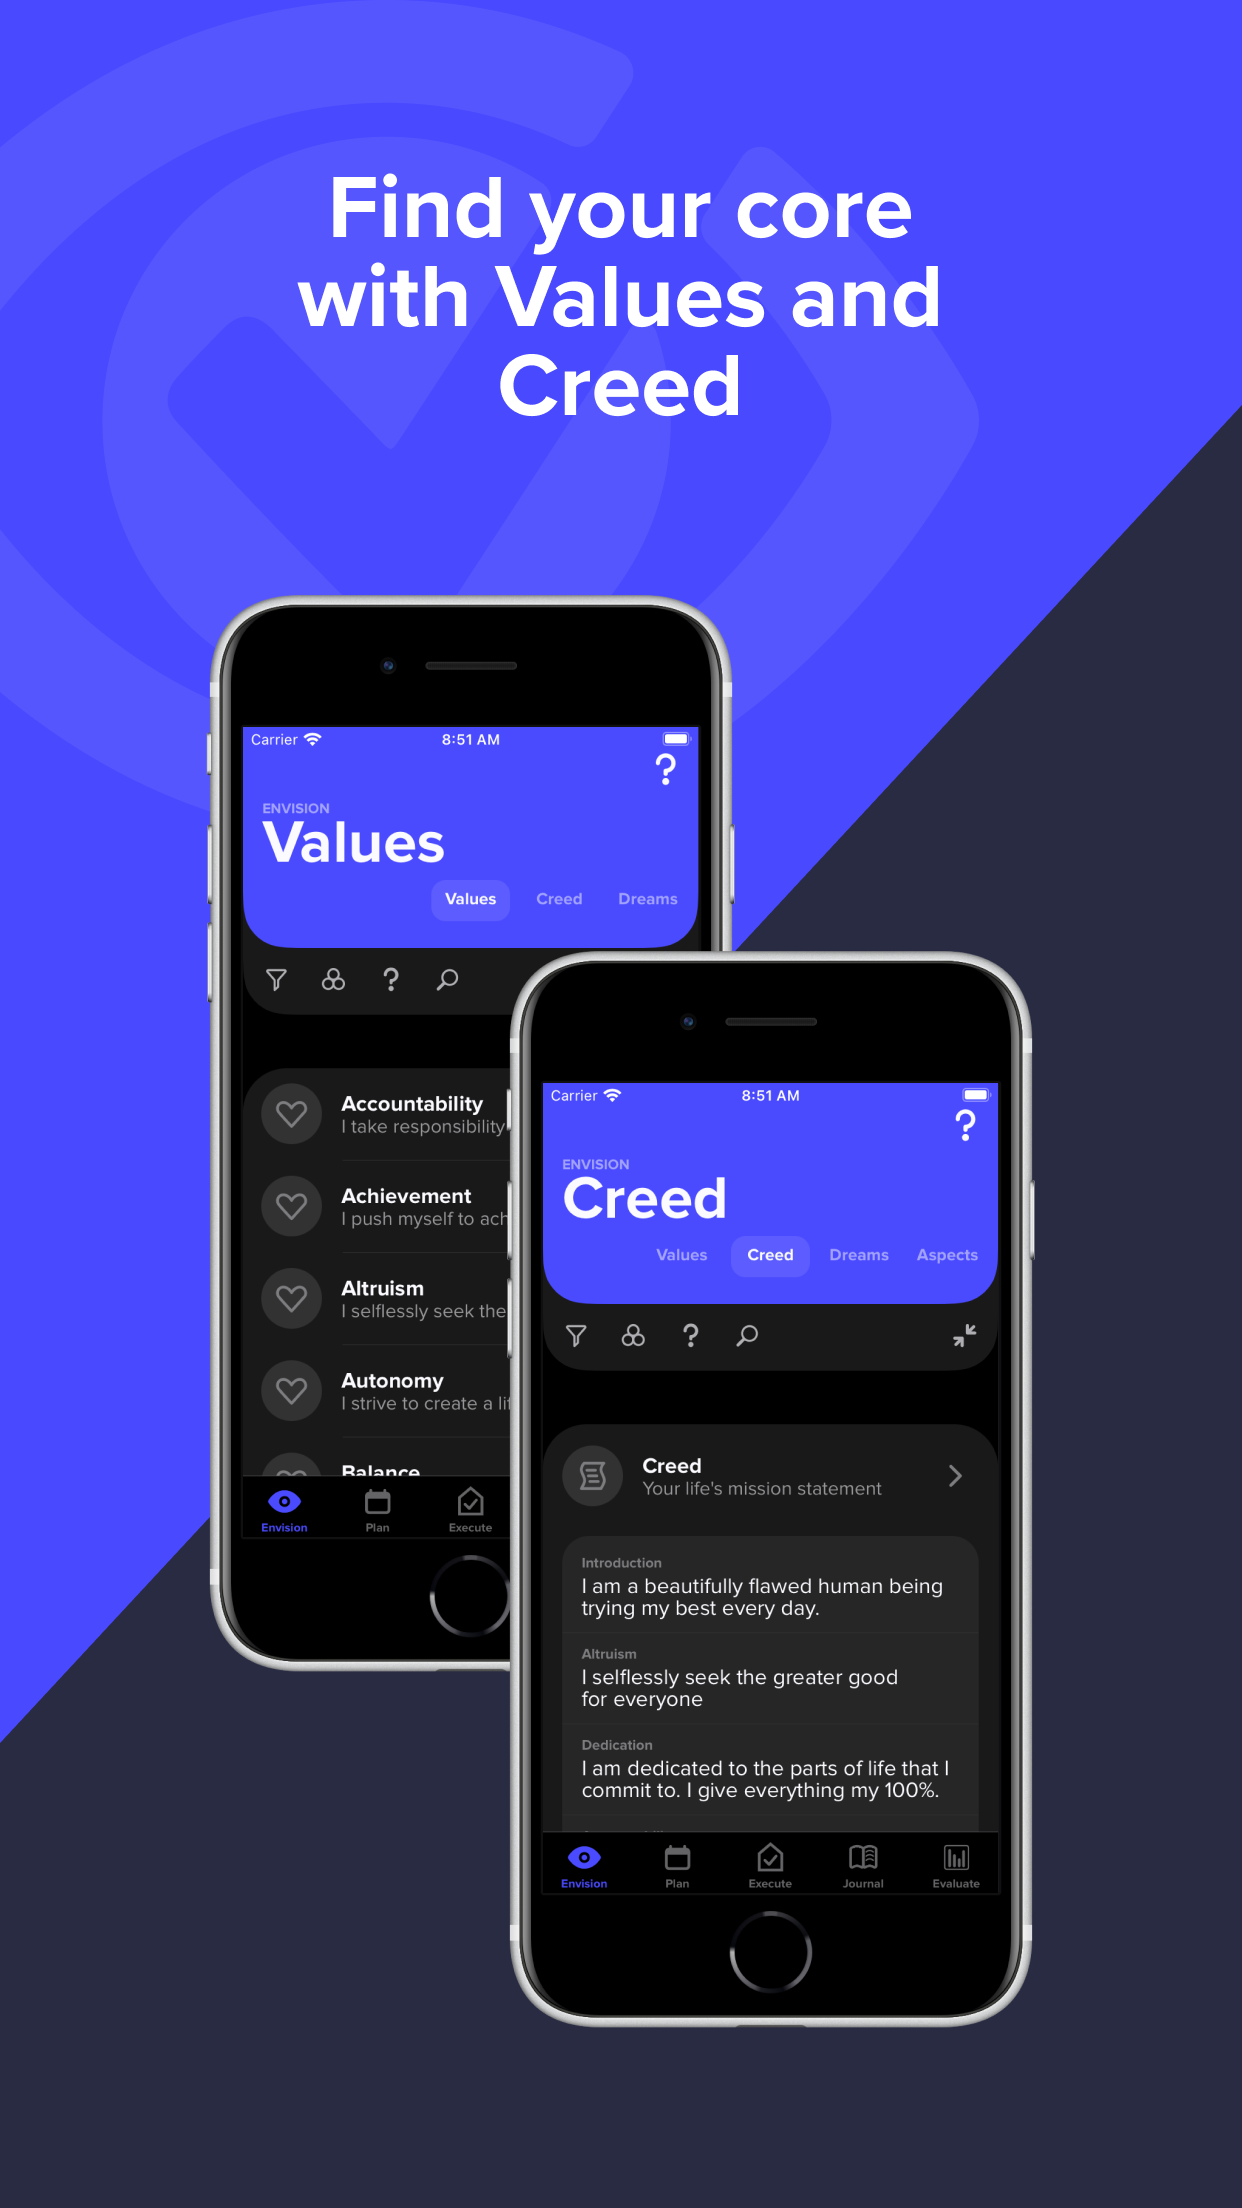 Find your core
with Values and
Creed
Carrier
8:51 AM
?
ENVISION
Values
Values
Creed
Dreams
?
Accountability
I take responsibility
Achievement
I push myself to
Altruism
I selflessly seek the
Autonomy
I strive to create a
Balance
Envision
Plan
Execute
Carrier
8:51 AM
?
ENVISION
Creed
Values
Creed
Dreams
Aspects
?
Creed
Your life's mission statement
Introduction
I am a beautifully flawed human being
trying my best every day.
Altruism
I selflessly seek the greater good
for everyone
Dedication
I am dedicated to the parts of life that I
commit to. I give everything my 100%.
Envision
Plan
Execute
Journal
Evaluate